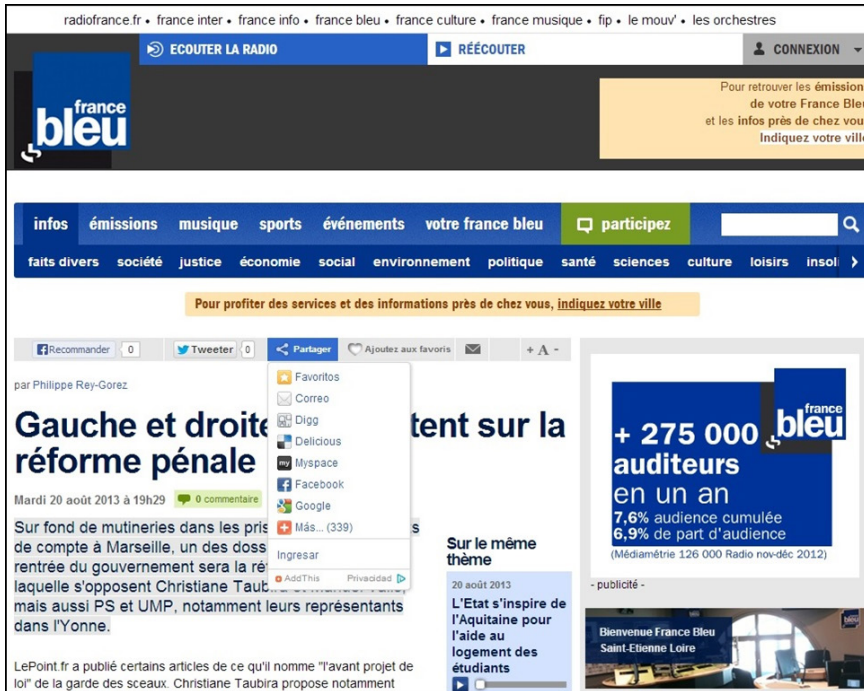 radiofrance.fr • france inter • france info • france bleu • france culture • france musique • fip • le mouv' • les orchestres
ECOUTER LA RADIO
RÉÉCOUTER
CONNEXION
france
bleu
Pour retrouver les émission
de votre France Bleu
et les infos près de chez vou
Indiquez votre ville
infos émissions musique sports événements votre france bleu participez
faits divers société justice économie social environnement politique santé sciences culture loisirs insoli
Pour profiter des services et des informations près de chez vous, indiquez votre ville
Recommander 0 Tweeter 0 Partager Ajoutez aux favoris + A -
Favoritos
Correo
Digg
Delicious
my Myspace
Facebook
Google
Más... (339)
Ingresar
AddThis Privacidad
par Philippe Rey-Gorez
Gauche et droite tent sur la
réforme pénale
Mardi 20 août 2013 à 19h29 0 commentaire
Sur fond de mutineries dans les pris s
de compte à Marseille, un des doss
rentrée du gouvernement sera la ré
laquelle s'opposent Christiane Taubira et Manuel Valls,
mais aussi PS et UMP, notamment leurs représentants
dans l'Yonne.
LePoint.fr a publié certains articles de ce qu'il nomme "l'avant projet de
loi" de la garde des sceaux. Christiane Taubira propose notamment
Sur le même
thème
20 août 2013
L'Etat s'inspire de
l'Aquitaine pour
l'aide au
logement des
étudiants
france
bleu
+ 275 000
auditeurs
en un an
7,6% audience cumulée
6,9% de part d'audience
(Médiamétrie 126 000 Radio nov-déc 2012)
- publicité -
Bienvenue France Bleu
Saint-Etienne Loire